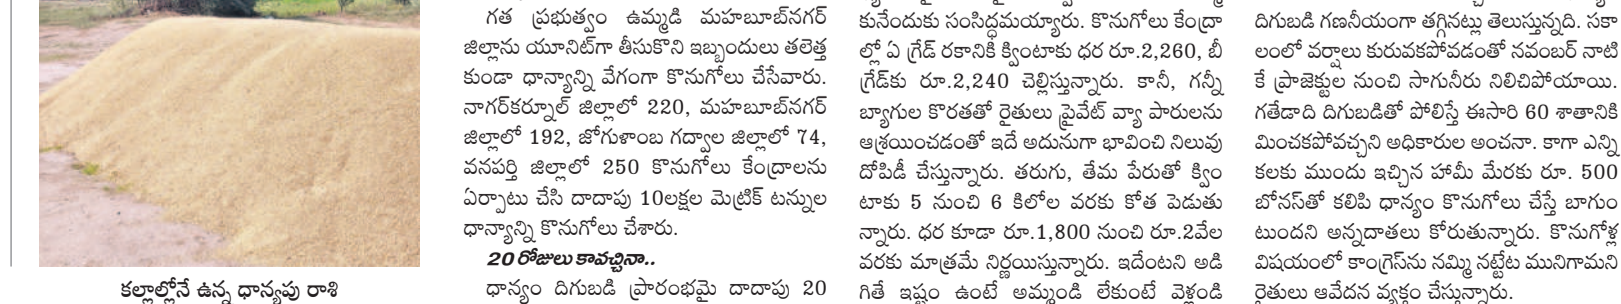 కల్లాల్లోనే ఉన్న ధాన్యపు రాశి
గత ప్రభుత్వం ఉమ్మడి మహబూబ్‌నగర్
జిల్లాను యూనిట్‌గా తీసుకొని ఇబ్బందులు తలెత్త
కుండా ధాన్యాన్ని వేగంగా కొనుగోలు చేసేవారు.
నాగర్‌కర్నూల్ జిల్లాలో 220, మహబూబ్‌నగర్
జిల్లాలో 192, జోగుళాంబ గద్వాల జిల్లాలో 74,
వనపర్తి జిల్లాలో 250 కొనుగోలు కేంద్రాలను
ఏర్పాటు చేసి దాదాపు 10లక్షల మెట్రిక్ టన్నుల
ధాన్యాన్ని కొనుగోలు చేశారు.
20 రోజులు కావచ్చినా..
ధాన్యం దిగుబడి ప్రారంభమై దాదాపు 20
కునేందుకు సంసిద్ధమయ్యారు. కొనుగోలు కేంద్రా
ల్లో ఏ గ్రేడ్ రకానికి క్వింటాకు ధర రూ.2,260, బీ
గ్రేడ్‌కు రూ.2,240 చెల్లిస్తున్నారు. కానీ, గన్నీ
బ్యాగుల కొరతతో రైతులు ప్రైవేట్ వ్యా పారులను
ఆశ్రయించడంతో ఇదే అదునుగా భావించి నిలువు
దోపిడీ చేస్తున్నారు. తరుగు, తేమ పేరుతో క్విం
టాకు 5 నుంచి 6 కిలోల వరకు కోత పెడుతు
న్నారు. ధర కూడా రూ.1,800 నుంచి రూ.2వేల
వరకు మాత్రమే నిర్ణయిస్తున్నారు. ఇదేంటని అడి
గితే ఇష్టం ఉంటే అమ్మండి లేకుంటే వెళ్లండి
దిగుబడి గణనీయంగా తగ్గినట్లు తెలుస్తున్నది. సకా
లంలో వర్షాలు కురువకపోవడంతో నవంబర్ నాటి
కే ప్రాజెక్టుల నుంచి సాగునీరు నిలిచిపోయాయి.
గతేడాది దిగుబడితో పోలిస్తే ఈసారి 60 శాతానికి
మించకపోవచ్చని అధికారుల అంచనా. కాగా ఎన్ని
కలకు ముందు ఇచ్చిన హామీ మేరకు రూ. 500
బోనస్‌తో కలిపి ధాన్యం కొనుగోలు చేస్తే బాగుం
టుందని అన్నదాతలు కోరుతున్నారు. కొనుగోళ్ల
విషయంలో కాంగ్రెస్‌ను నమ్మి నట్టేట మునిగామని
రైతులు ఆవేదన వ్యక్తం చేస్తున్నారు.